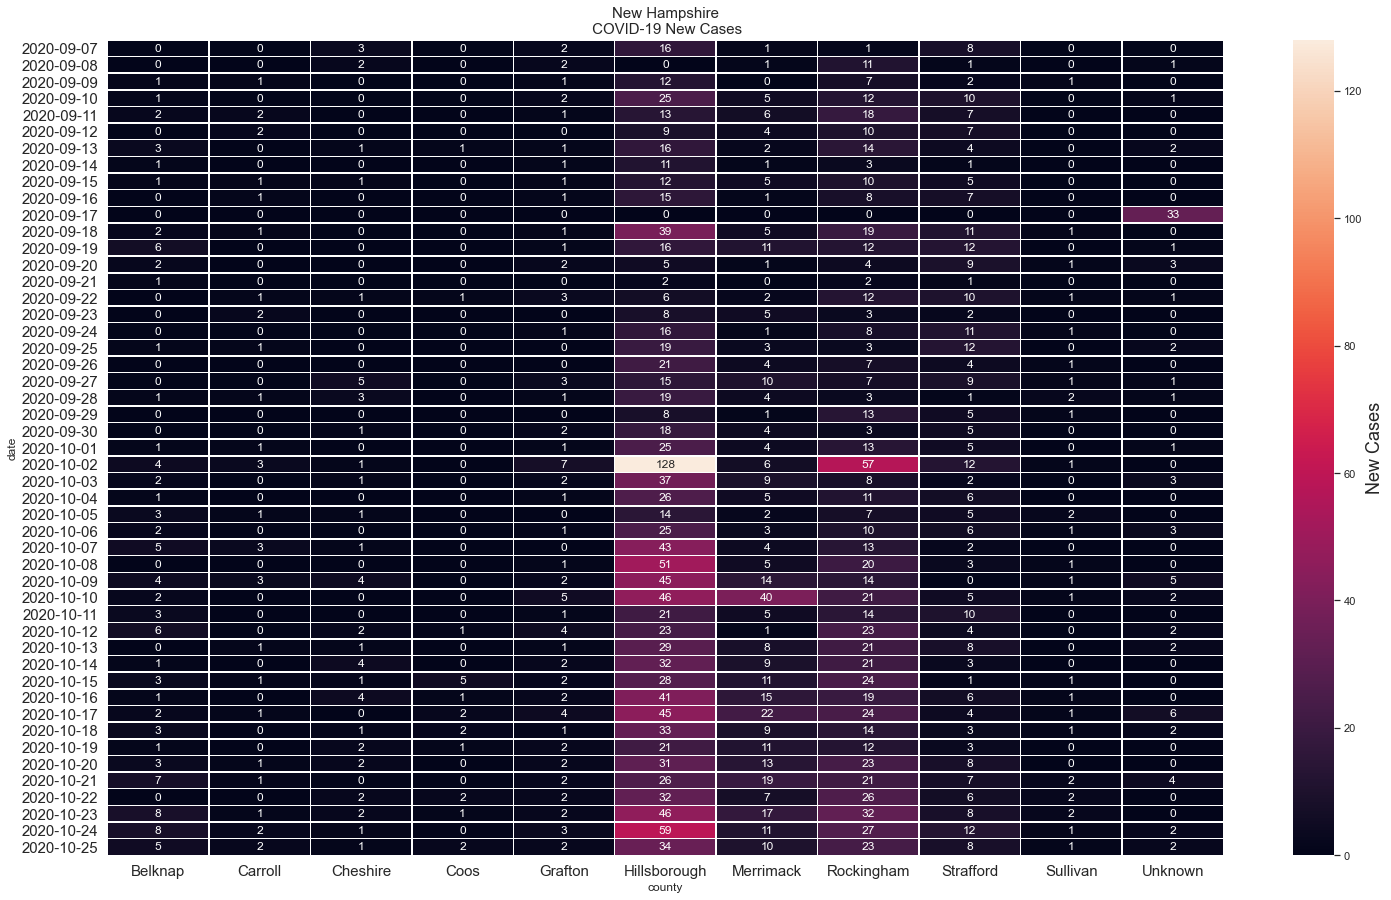 New Hampshire
COVID-19 New Cases
2020-09-07 0 0 3 0 2 16 1 1 8 0 0
2020-09-08 0 0 2 0 2 0 1 11 1 0 1
2020-09-09 1 1 0 0 1 12 0 7 2 1 0
2020-09-10 1 0 0 0 2 25 5 12 10 0 1
2020-09-11 2 2 0 0 1 13 6 18 7 0 0
2020-09-12 0 2 0 0 0 9 4 10 7 0 0
2020-09-13 3 0 1 1 1 16 2 14 4 0 2
2020-09-14 1 0 0 0 1 11 1 3 1 0 0
2020-09-15 1 1 1 0 1 12 5 10 5 0 0
2020-09-16 0 1 0 0 1 15 1 8 7 0 0
2020-09-17 0 0 0 0 0 0 0 0 0 0 33
2020-09-18 2 1 0 0 1 39 5 19 11 1 0
2020-09-19 6 0 0 0 1 16 11 12 12 0 1
2020-09-20 2 0 0 0 2 5 1 4 9 1 3
2020-09-21 1 0 0 0 0 2 0 2 1 0 0
2020-09-22 0 1 1 1 3 6 2 12 10 1 1
2020-09-23 0 2 0 0 0 8 5 3 2 0 0
2020-09-24 0 0 0 0 1 16 1 8 11 1 0
2020-09-25 1 1 0 0 0 19 3 3 12 0 2
2020-09-26 0 0 0 0 0 21 4 7 4 1 0
2020-09-27 0 0 5 0 3 15 10 7 9 1 1
2020-09-28 1 1 3 0 1 19 4 3 1 2 1
2020-09-29 0 0 0 0 0 8 1 13 5 1 0
2020-09-30 0 0 1 0 2 18 4 3 5 0 0
2020-10-01 1 1 0 0 1 25 4 13 5 0 1
2020-10-02 4 3 1 0 7 128 6 57 12 1 0
2020-10-03 2 0 1 0 2 37 9 8 2 0 3
2020-10-04 1 0 0 0 1 26 5 11 6 0 0
2020-10-05 3 1 1 0 0 14 2 7 5 2 0
2020-10-06 2 0 0 0 1 25 3 10 6 1 3
2020-10-07 5 3 1 0 0 43 4 13 2 0 0
2020-10-08 0 0 0 0 1 51 5 20 3 1 0
2020-10-09 4 3 4 0 2 45 14 14 0 1 5
2020-10-10 2 0 0 0 5 46 40 21 5 1 2
2020-10-11 3 0 0 0 1 21 5 14 10 0 0
2020-10-12 6 0 2 1 4 23 1 23 4 0 2
2020-10-13 0 1 1 0 1 29 8 21 8 0 2
2020-10-14 1 0 4 0 2 32 9 21 3 0 0
2020-10-15 3 1 1 5 2 28 11 24 1 1 0
2020-10-16 1 0 4 1 2 41 15 19 6 1 0
2020-10-17 2 1 0 2 4 45 22 24 4 1 6
2020-10-18 3 0 1 2 1 33 9 14 3 1 2
2020-10-19 1 0 2 1 2 21 11 12 3 0 0
2020-10-20 3 1 2 0 2 31 13 23 8 0 0
2020-10-21 7 1 0 0 2 26 19 21 7 2 4
2020-10-22 0 0 2 2 2 32 7 26 6 2 0
2020-10-23 8 1 2 1 2 46 17 32 8 2 0
2020-10-24 8 2 1 0 3 59 11 27 12 1 2
2020-10-25 5 2 1 2 2 34 10 23 8 1 2
date
Belknap Carroll Cheshire Coos Grafton Hillsborough Merrimack Rockingham Strafford Sullivan Unknown
county
120
100
80
60
40
20
0
New Cases